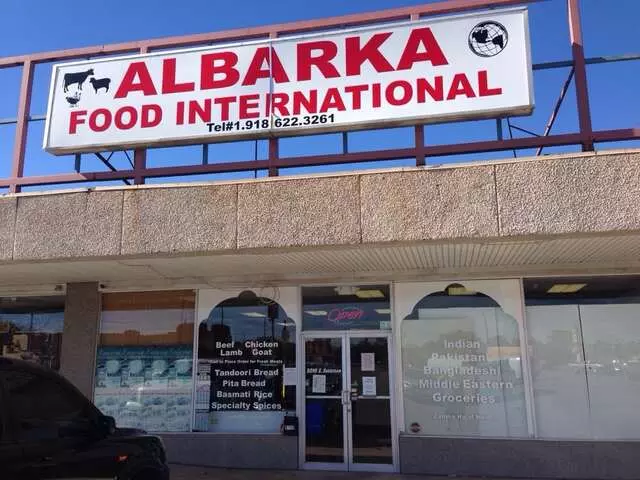 ALBARKA
FOOD INTERNATIONAL
Tel#1.918 622.3261
Open
Beef Chicken
Lamb Goat
Tandoori Bread
Pita Bread
Basmati Rice
Specialty Spices
Indian
Pakistani
Bangladesh
Middle Eastern
Groceries